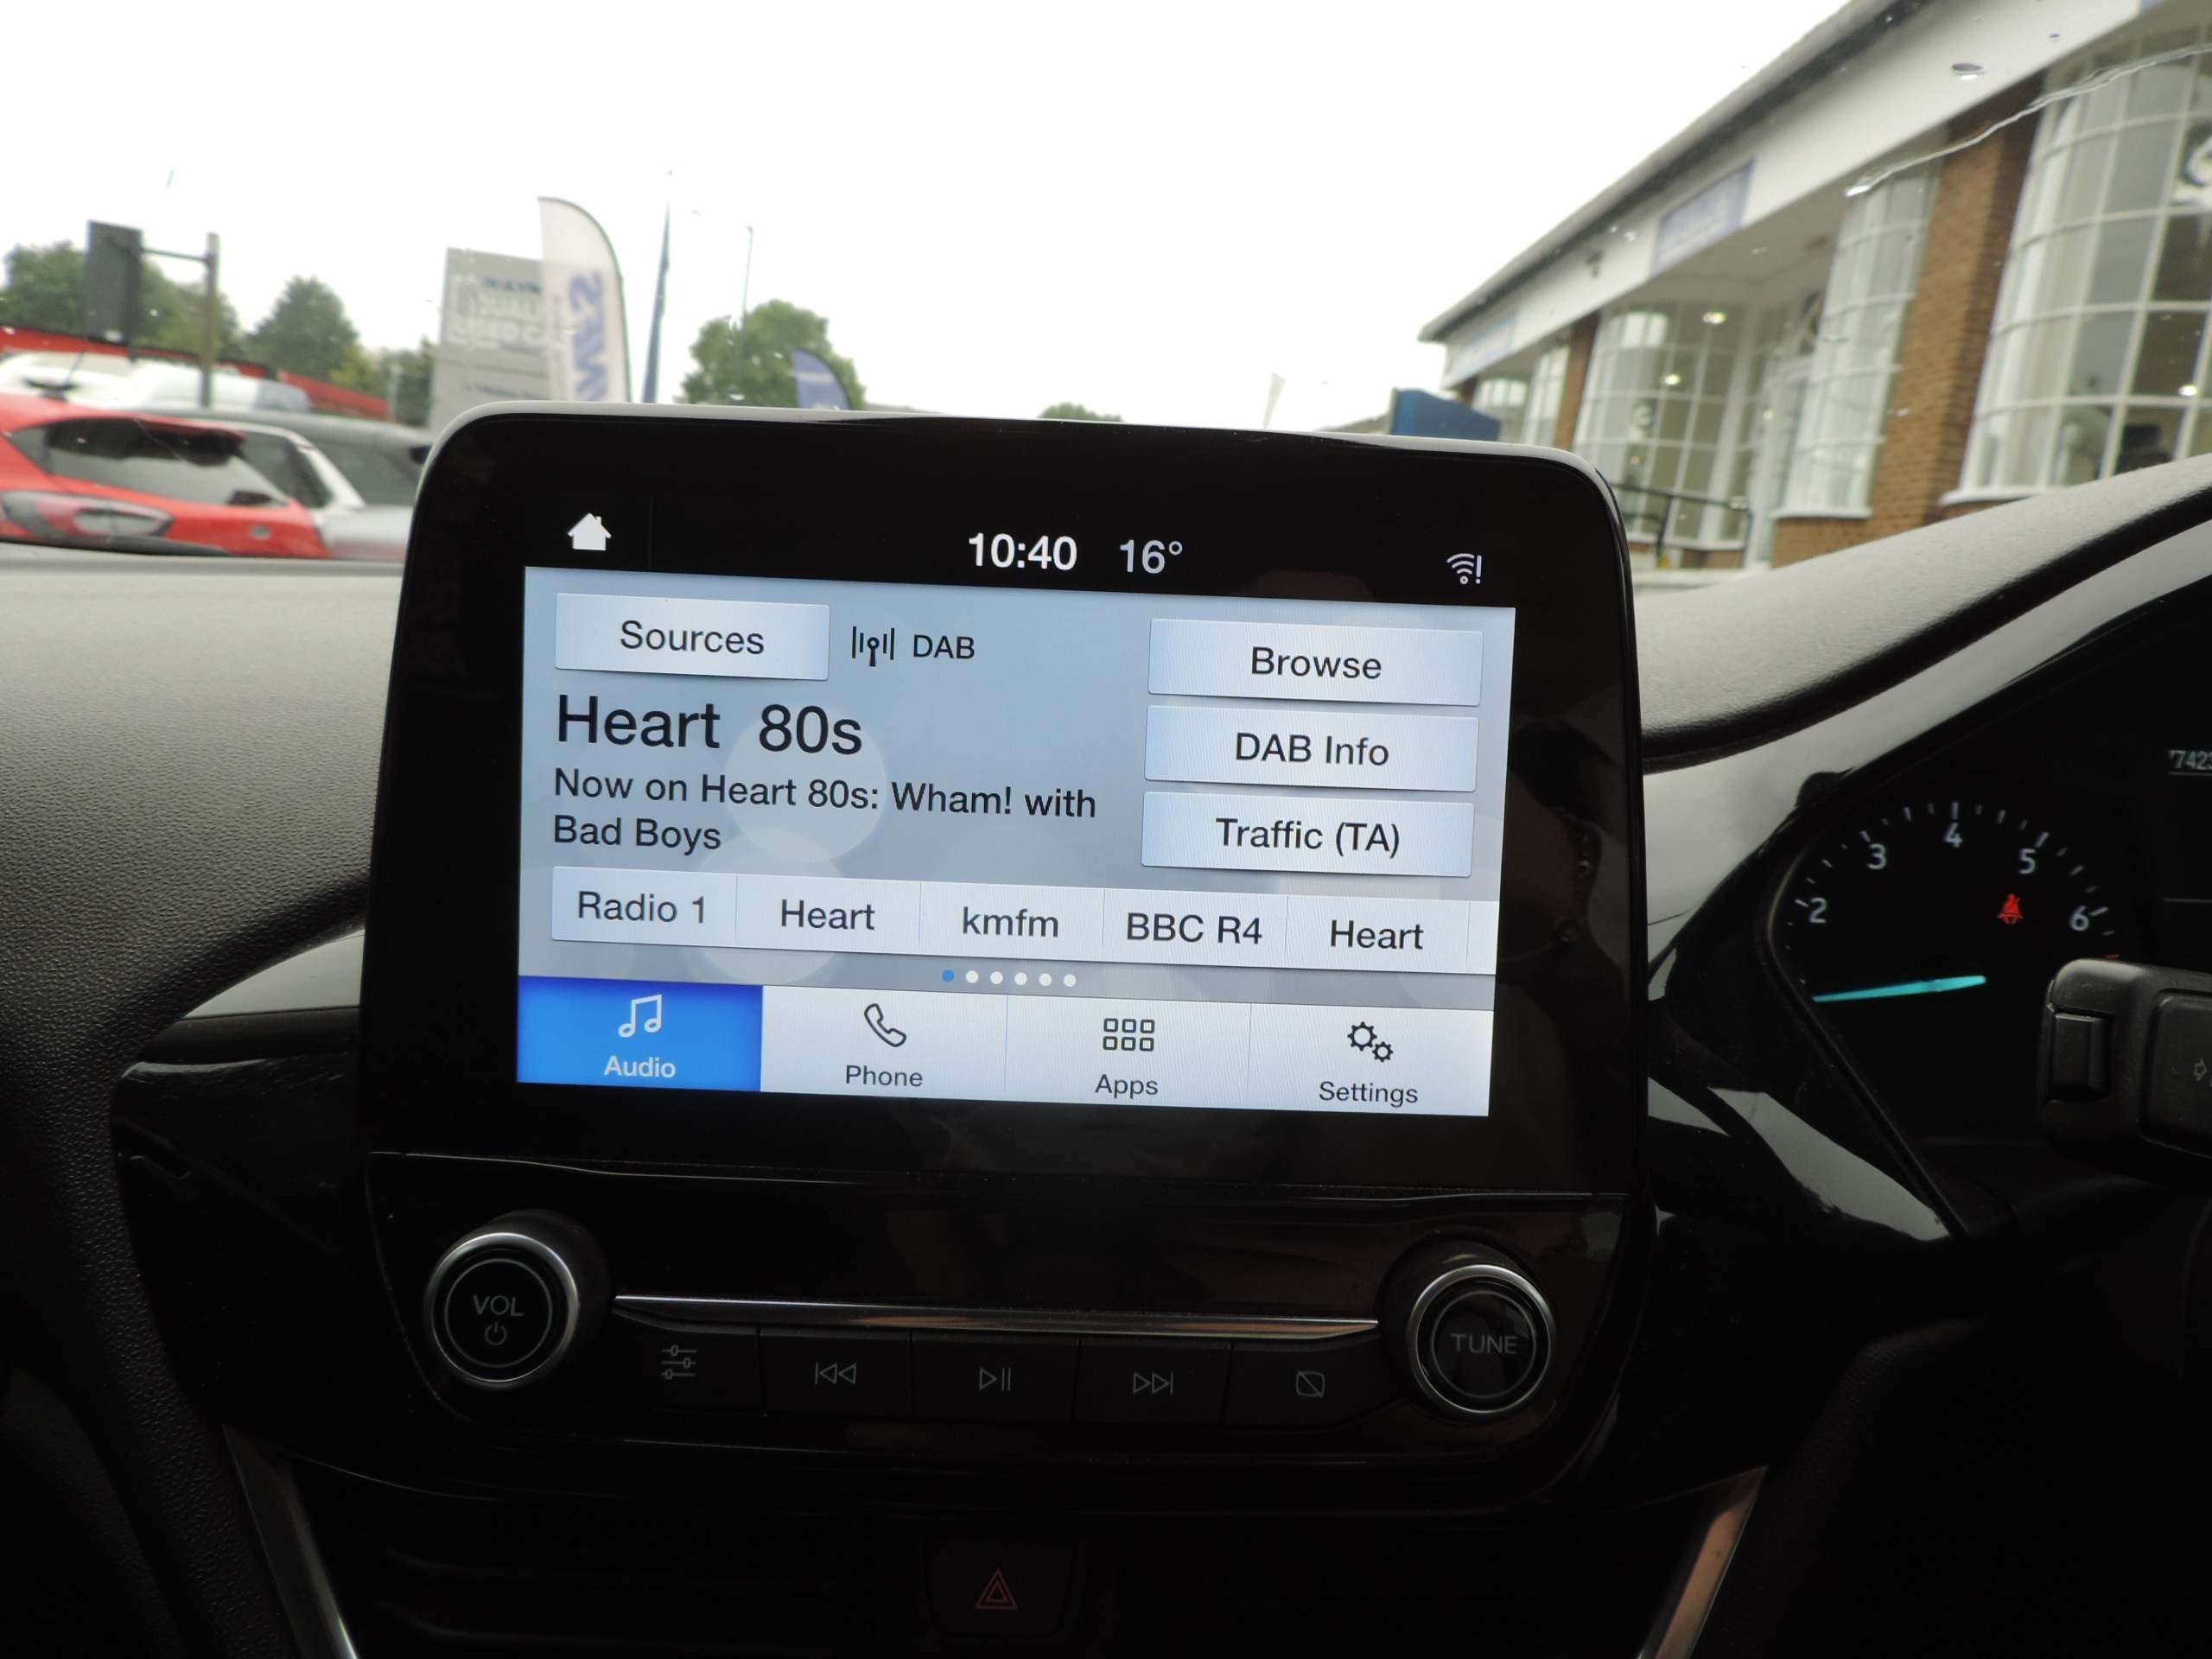 10:40 16°
Sources DAB Browse
Heart 80s
DAB Info
Now on Heart 80s: Wham! with
Bad Boys
Traffic (TA)
Radio 1 Heart kmfm BBC R4 Heart
Audio Phone Apps Settings
VOL
TUNE
2 3 4 5 6